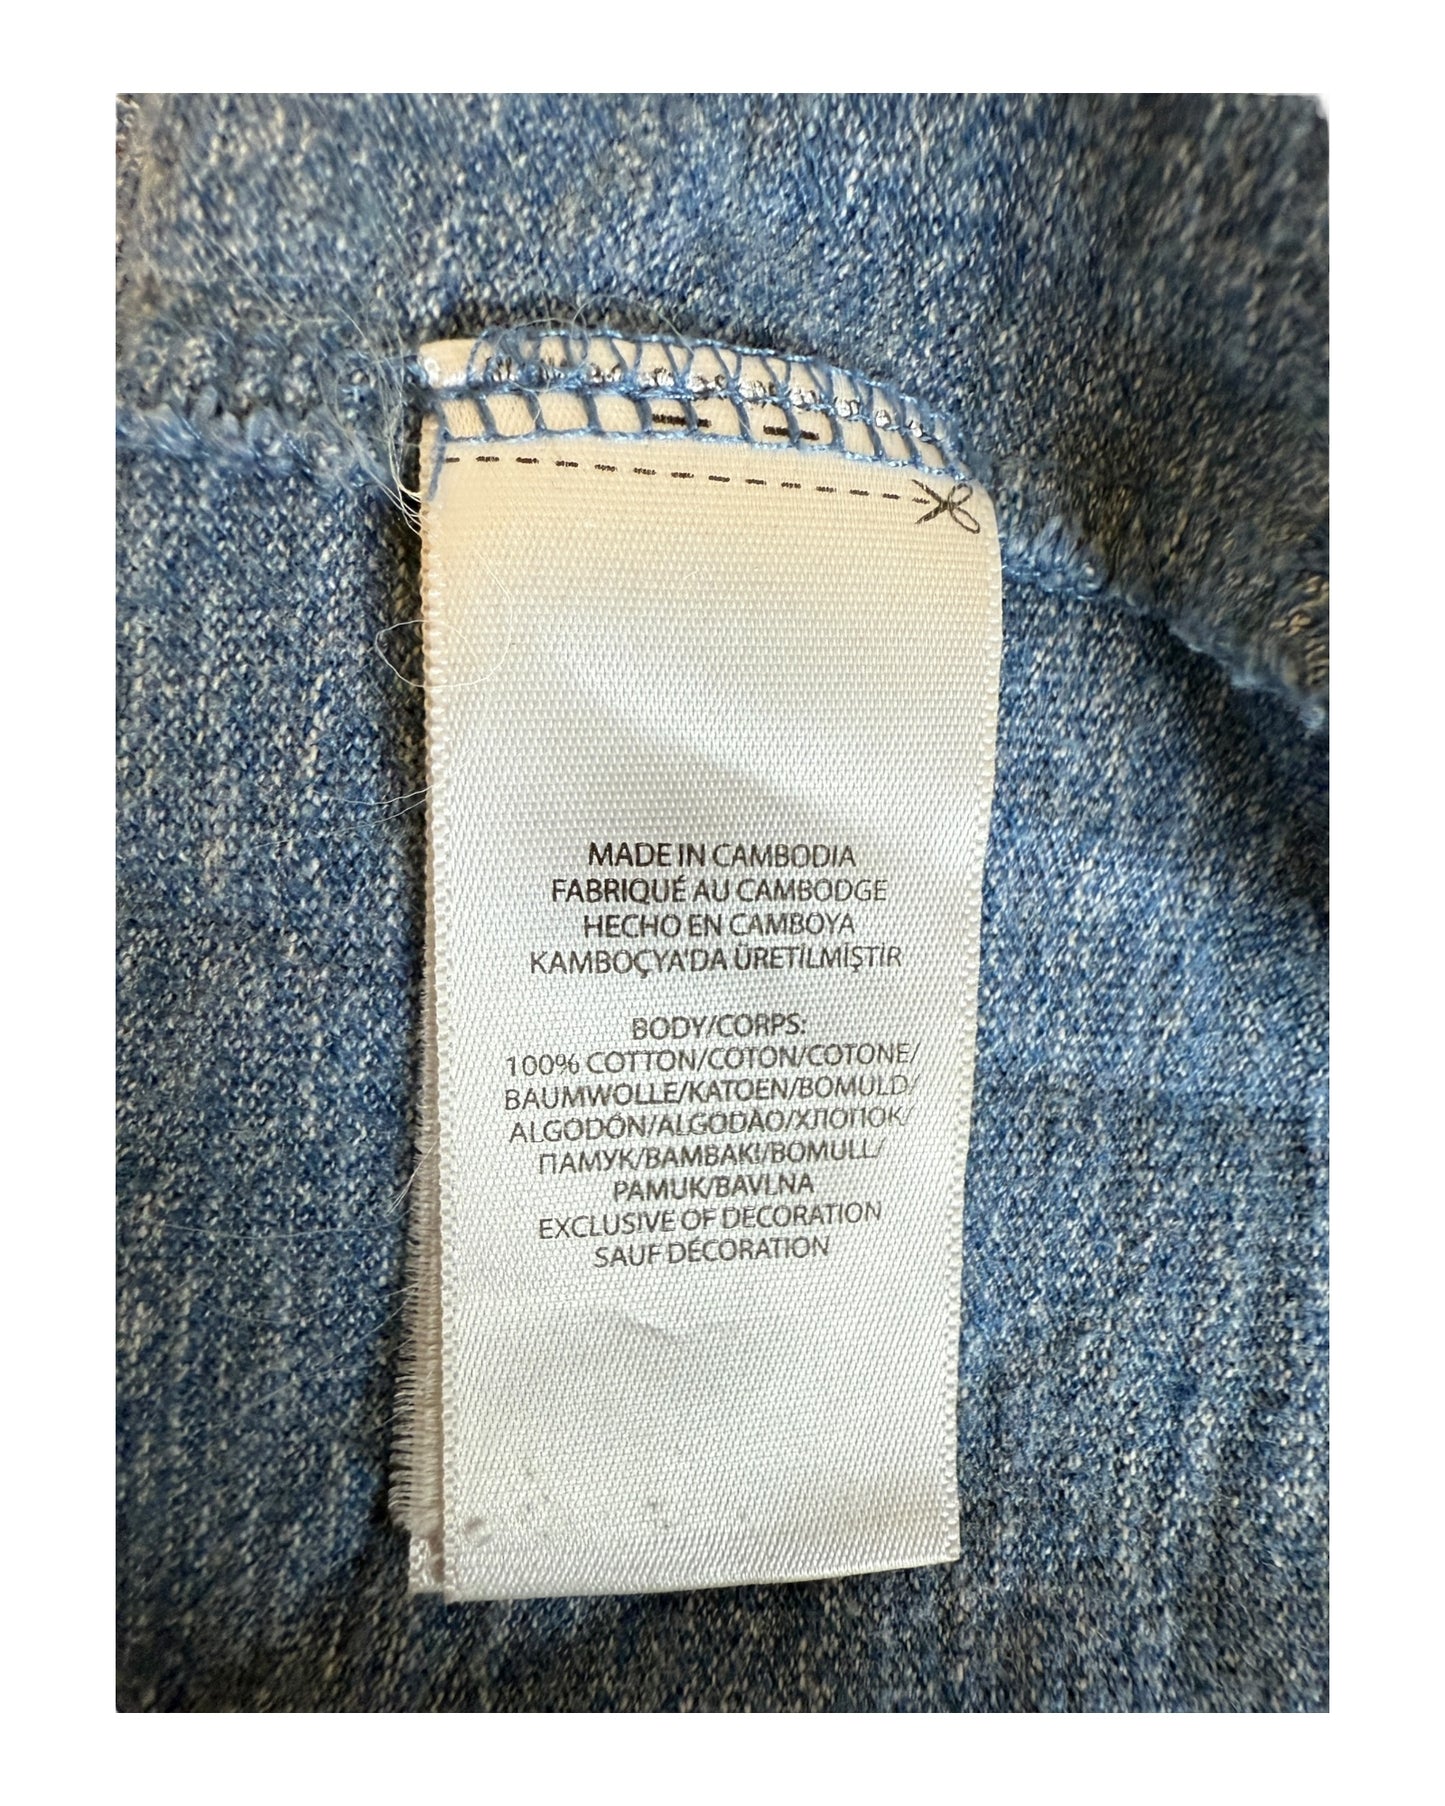 MADE IN CAMBODIA
FABRIQUÉ AU CAMBODGE
HECHO EN CAMBOYA
KAMBOÇYA'DA ÜRETİLMİŞTİR
BODY/CORPS:
100% COTTON/COTON/COTONE/
BAUMWOLLE/KATOEN/BOMULD/
ALGODÓN/ALGODÃO/ХЛОПОК/
ПАМУК/ΒΑΜΒΑΚΙ/BOMULL/
PAMUK/BAVLNA
EXCLUSIVE OF DECORATION
SAUF DÉCORATION